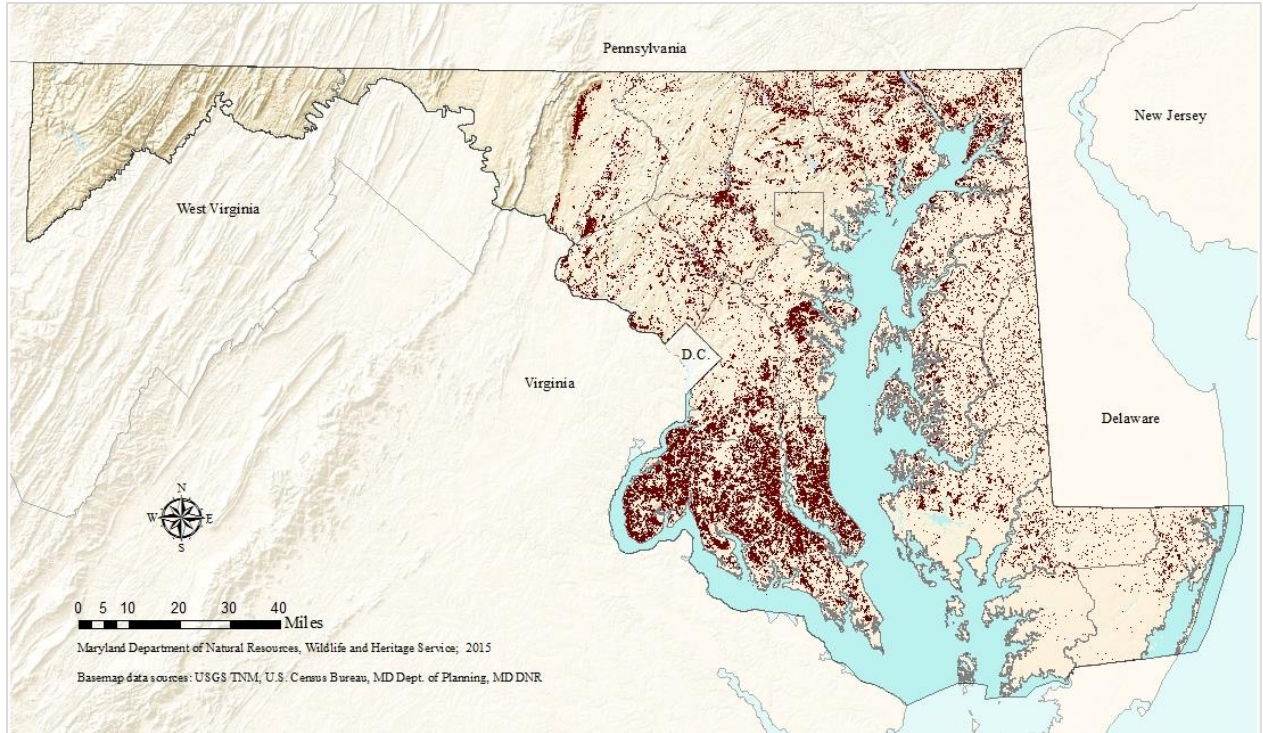 Pennsylvania
New Jersey
West Virginia
D.C.
Virginia
Delaware
N
W E
S
0 5 10 20 30 40
Miles
Maryland Department of Natural Resources, Wildlife and Heritage Service; 2015
Basemap data sources: USGS TNM, U.S. Census Bureau, MD Dept. of Planning, MD DNR